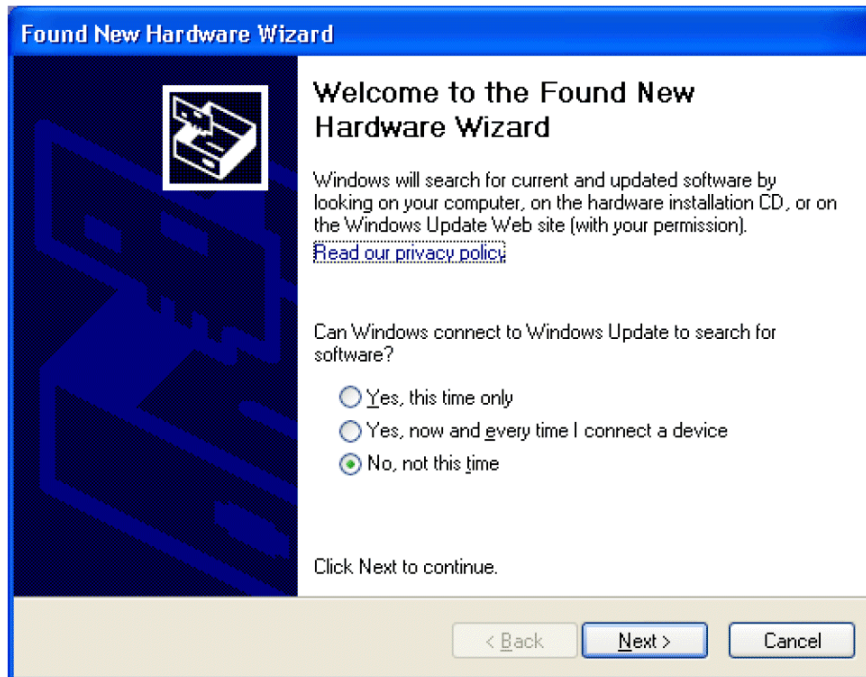 Found New Hardware Wizard
Welcome to the Found New
Hardware Wizard
Windows will search for current and updated software by
looking on your computer, on the hardware installation CD, or on
the Windows Update Web site (with your permission).
Read our privacy policy
Can Windows connect to Windows Update to search for
software?
Yes, this time only
Yes, now and every time I connect a device
No, not this time
Click Next to continue.
< Back
Next >
Cancel